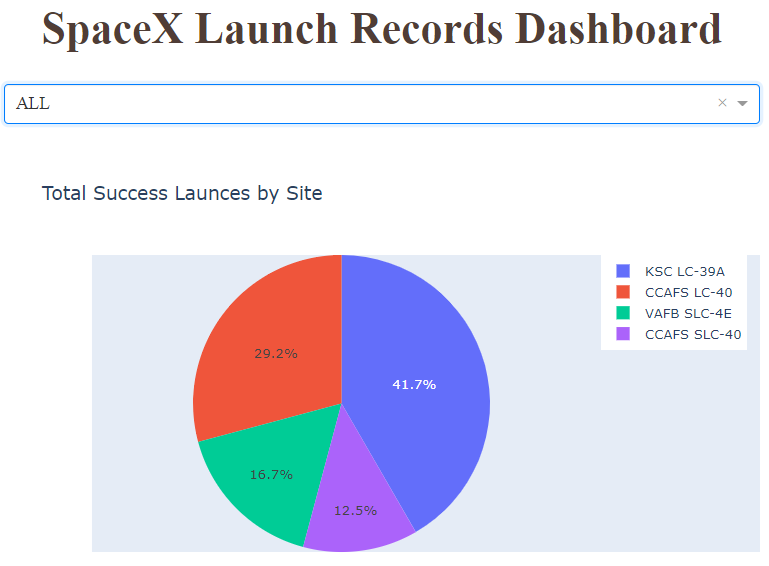 SpaceX Launch Records Dashboard
ALL
Total Success Launces by Site
KSC LC-39A
CCAFS LC-40
VAFB SLC-4E
CCAFS SLC-40
29.2%
41.7%
16.7%
12.5%